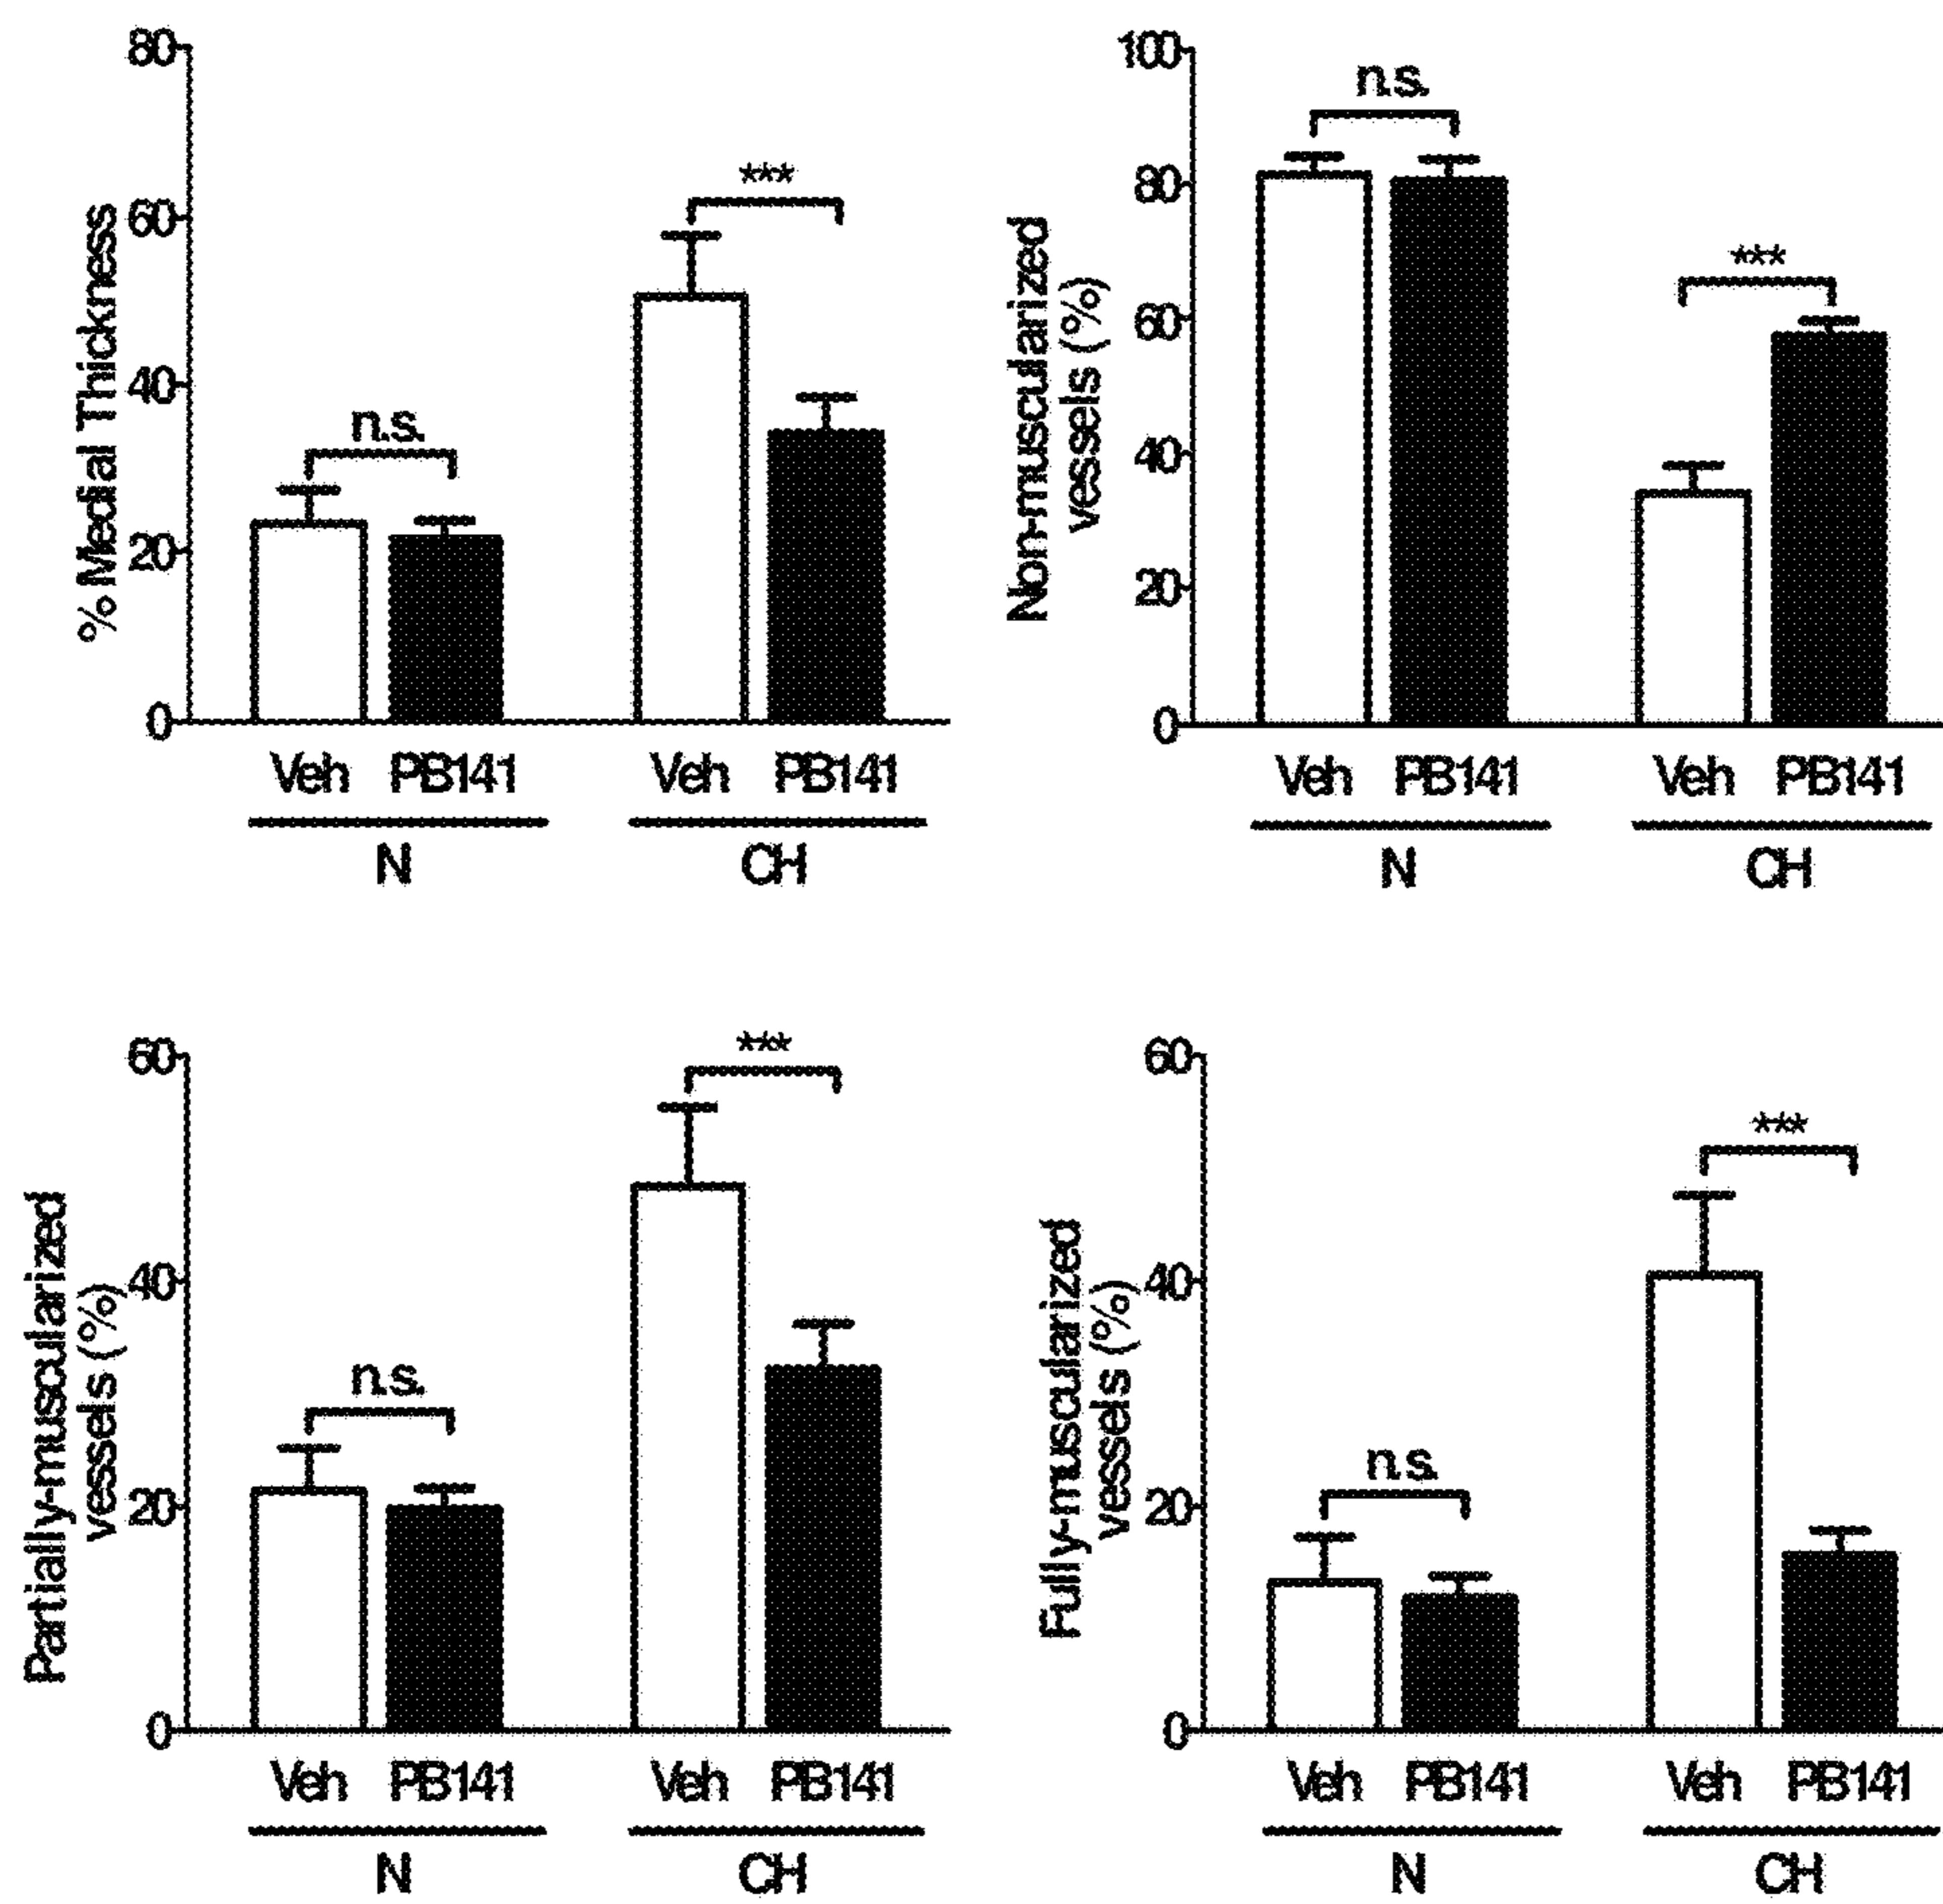 % Medial Thickness
80
60
40
20
0
n.s.
***
Veh PB141 Veh PB141
N CH
Non-muscularized
vessels (%)
100
80
60
40
20
0
n.s.
***
Veh PB141 Veh PB141
N CH
Partially-muscularized
vessels (%)
60
40
20
0
n.s.
***
Veh PB141 Veh PB141
N CH
Fully-muscularized
vessels (%)
60
40
20
0
n.s.
***
Veh PB141 Veh PB141
N CH